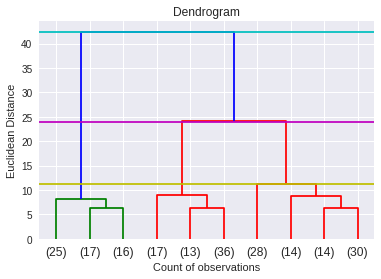 Dendrogram
Euclidean Distance
40
35
30
25
20
15
10
5
0
(25) (17) (16) (17) (13) (36) (28) (14) (14) (30)
Count of observations